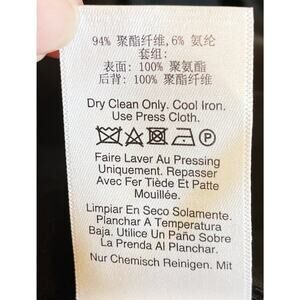 94% 聚酯纤维, 6% 氨纶
套组:
表面: 100% 聚氨酯
后背: 100% 聚酯纤维
Dry Clean Only. Cool Iron.
Use Press Cloth.
Faire Laver Au Pressing
Uniquement. Repasser
Avec Fer Tiède Et Patte
Mouillée.
Limpiar En Seco Solamente.
Planchar A Temperatura
Baja. Utilice Un Paño Sobre
La Prenda Al Planchar.
Nur Chemisch Reinigen. Mit